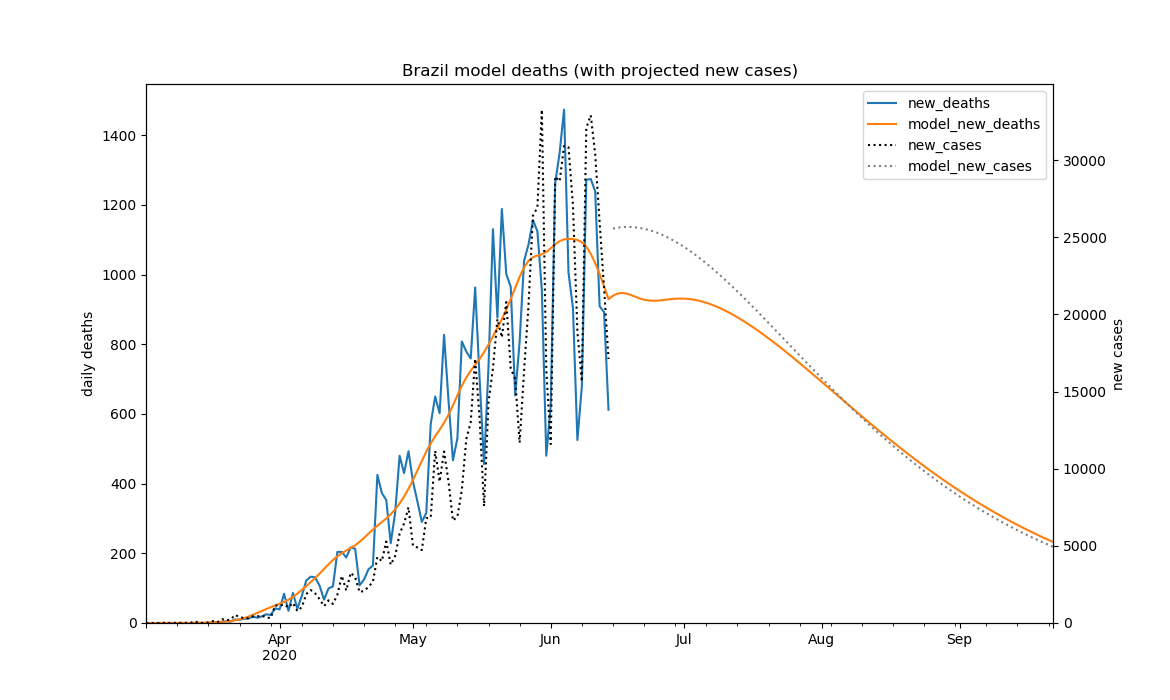 Brazil model deaths (with projected new cases)
new_deaths
model_new_deaths
new_cases
model_new_cases
daily deaths
new cases
1400
1200
1000
800
600
400
200
0
30000
25000
20000
15000
10000
5000
0
Apr
2020
May
Jun
Jul
Aug
Sep